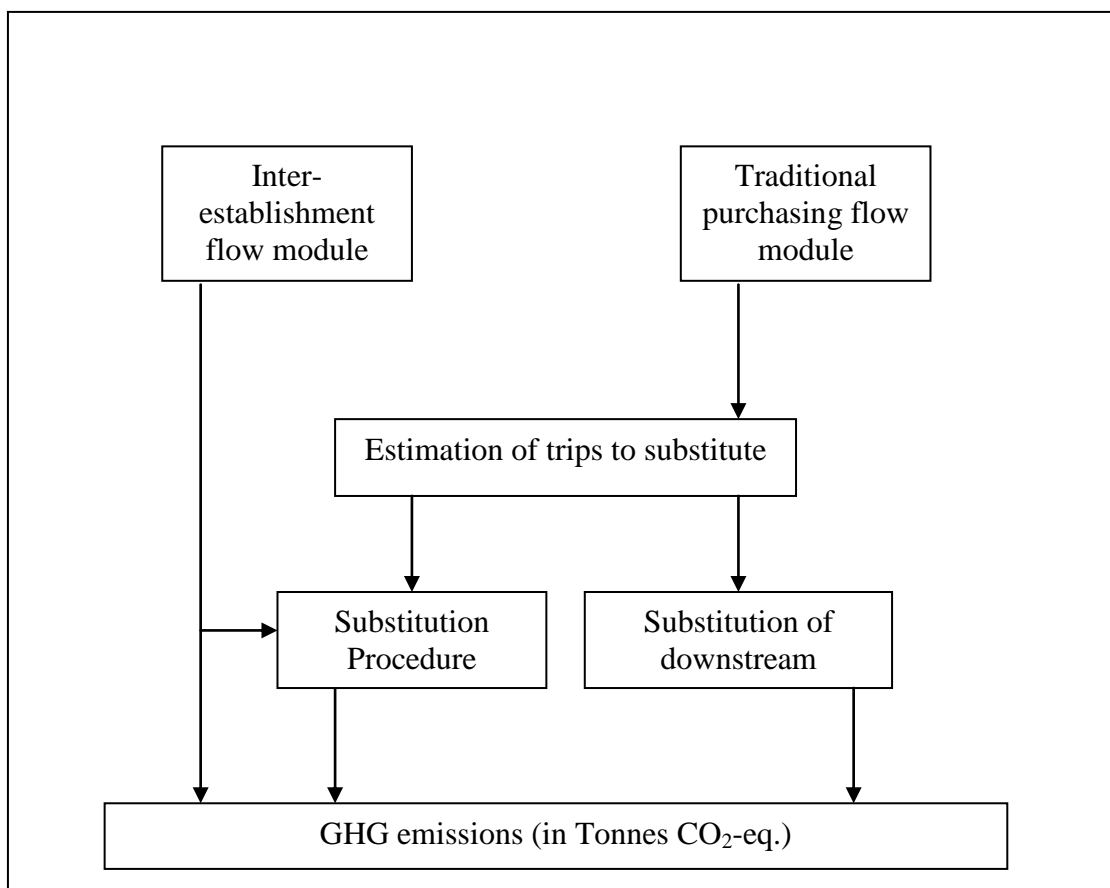 Inter-
establishment
flow module
Traditional
purchasing flow
module
Estimation of trips to substitute
Substitution
Procedure
Substitution of
downstream
GHG emissions (in Tonnes CO₂-eq.)